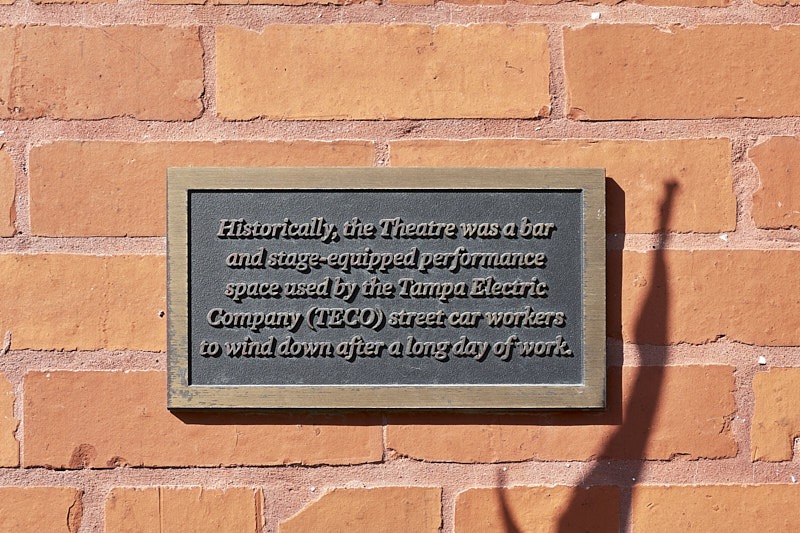 Historically, the Theatre was a bar
and stage-equipped performance
space used by the Tampa Electric
Company (TECO) street car workers
to wind down after a long day of work.